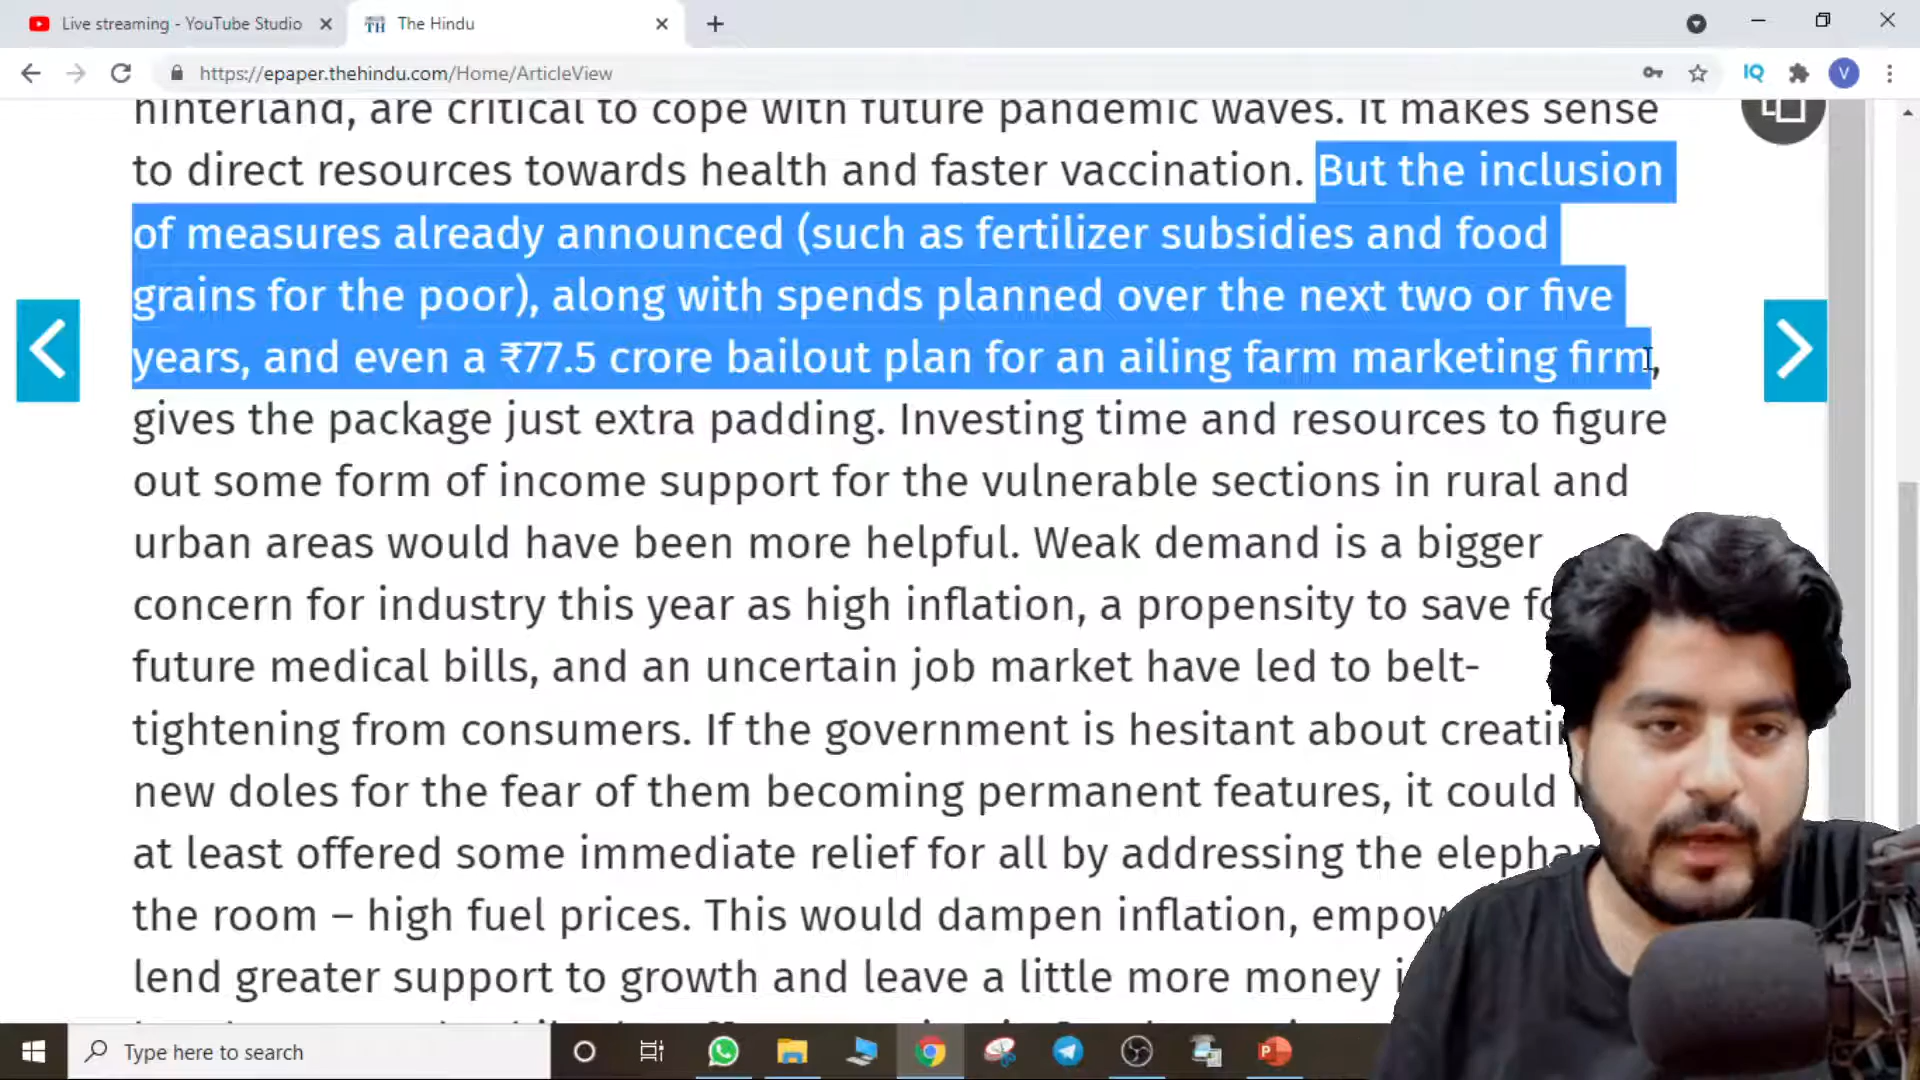 Live streaming - YouTube Studio
TH The Hindu
https://epaper.thehindu.com/Home/ArticleView
IQ
V
hinterland, are critical to cope with future pandemic waves. It makes sense
to direct resources towards health and faster vaccination. But the inclusion
of measures already announced (such as fertilizer subsidies and food
grains for the poor), along with spends planned over the next two or five
years, and even a ₹77.5 crore bailout plan for an ailing farm marketing firm,
gives the package just extra padding. Investing time and resources to figure
out some form of income support for the vulnerable sections in rural and
urban areas would have been more helpful. Weak demand is a bigger
concern for industry this year as high inflation, a propensity to save
future medical bills, and an uncertain job market have led to belt-
tightening from consumers. If the government is hesitant about
new doles for the fear of them becoming permanent features, it could
at least offered some immediate relief for all by addressing the
the room – high fuel prices. This would dampen inflation,
lend greater support to growth and leave a little more money
Type here to search